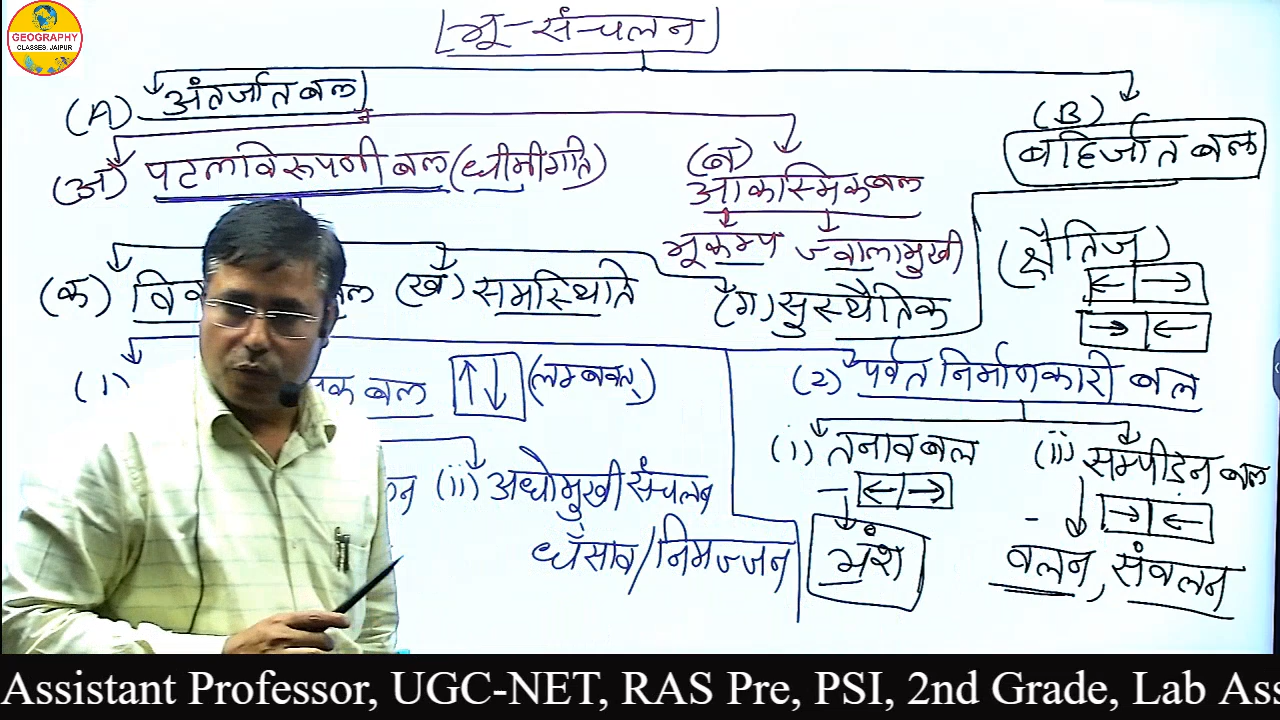 GEOGRAPHY
CLASSES, JAIPUR
भू-संचलन
(A) अंतर्जात बल
(B)
बहिर्जात बल
(अ) पटलविरूपणी बल (धीमी गति)
(ब)
आकस्मिक बल
भूकम्प ज्वालामुखी
(क्षैतिज)
(क) (ख) समस्थिति
(ग) सुस्थैतिक
(1) बल (लम्बवत्)
(2) पर्वत निर्माणकारी बल
(i) तनाव बल (ii) सम्पीड़न बल
(ii) अधोमुखी संचलन
धँसाव/निमज्जन
भ्रंश
वलन, संवलन
Assistant Professor, UGC-NET, RAS Pre, PSI, 2nd Grade, Lab Ass